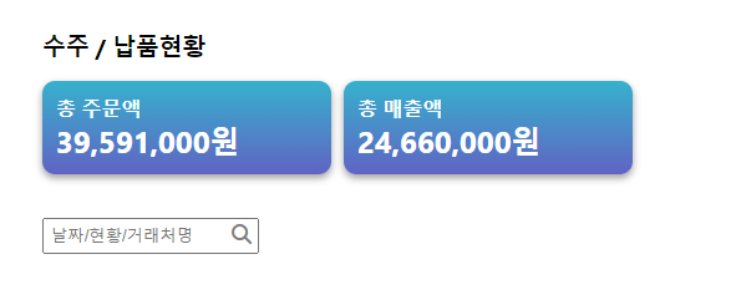 수주 / 납품현황
총 주문액
39,591,000원
총 매출액
24,660,000원
날짜/현황/거래처명